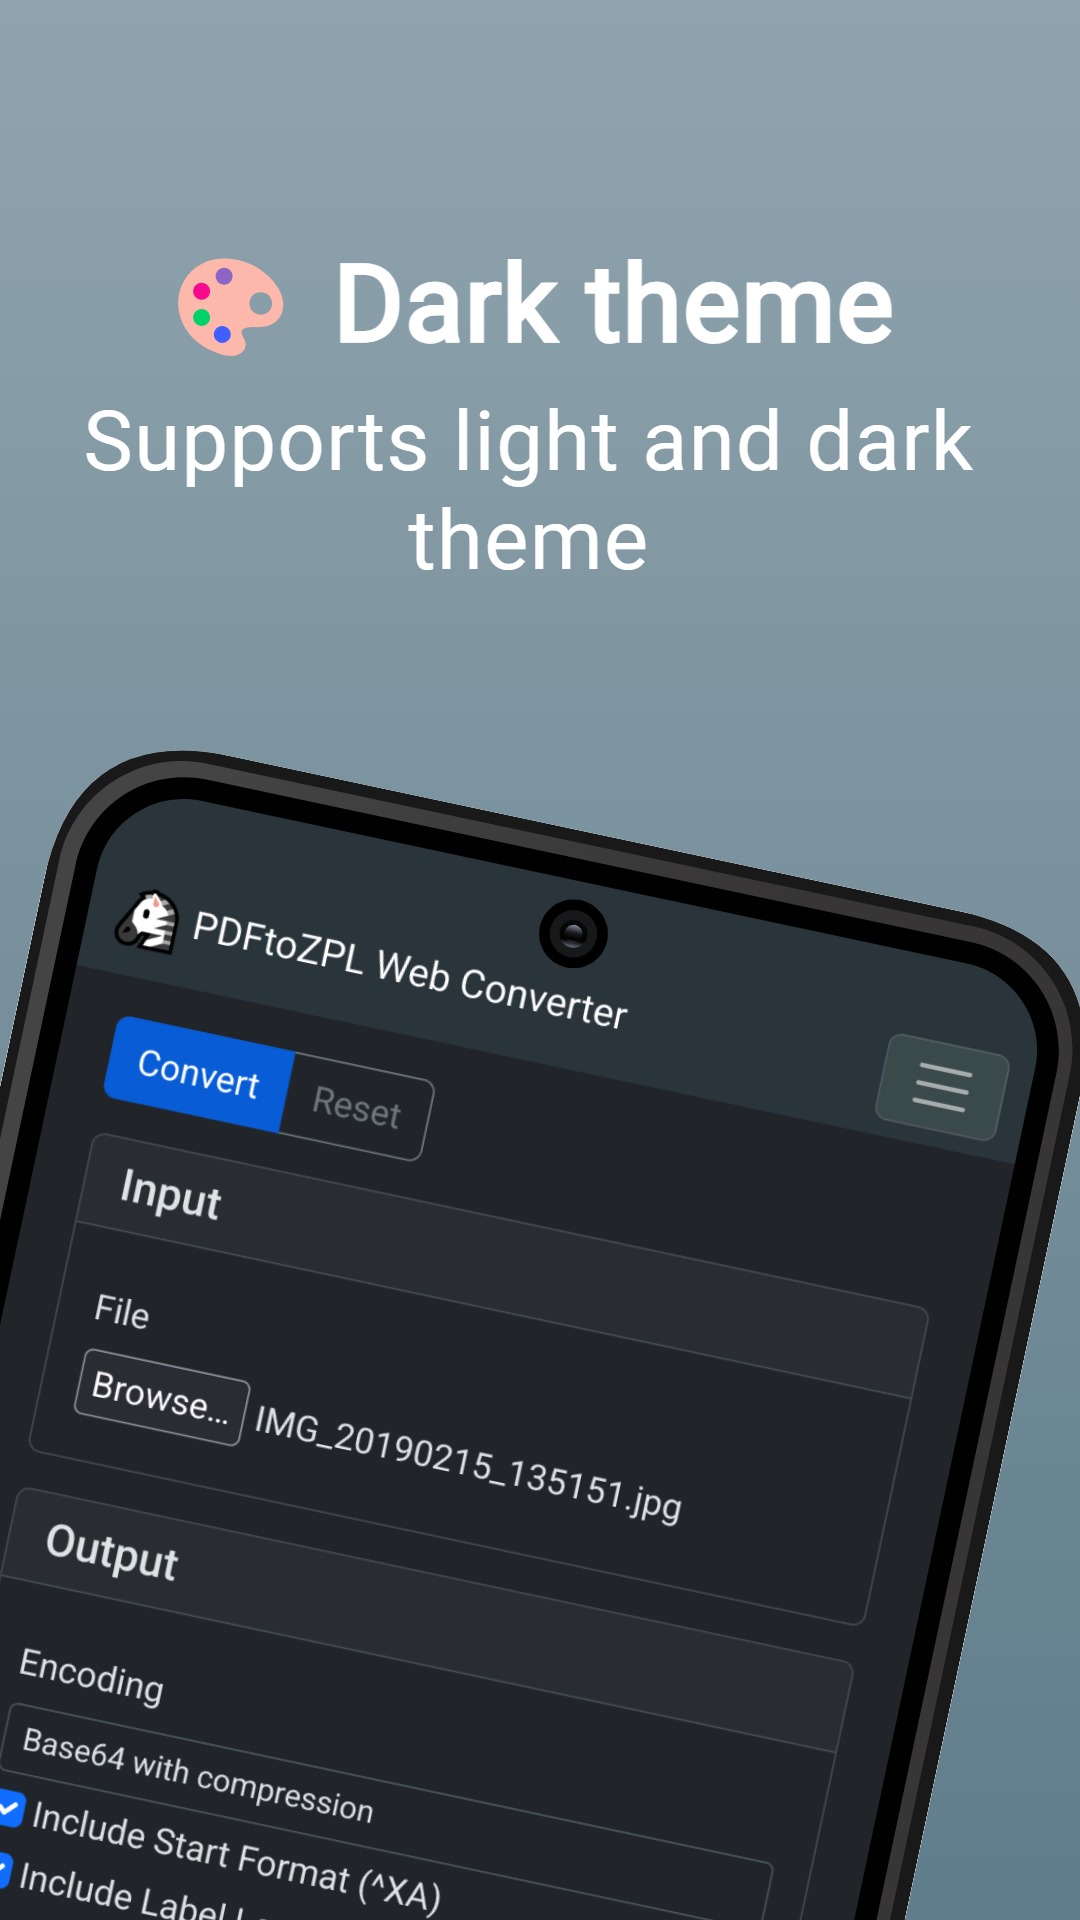 Dark theme
Supports light and dark
theme
PDFtoZPL Web Converter
Convert
Reset
Input
File
Browse...
IMG_20190215_135151.jpg
Output
Encoding
Base64 with compression
Include Start Format (^XA)
Include Label